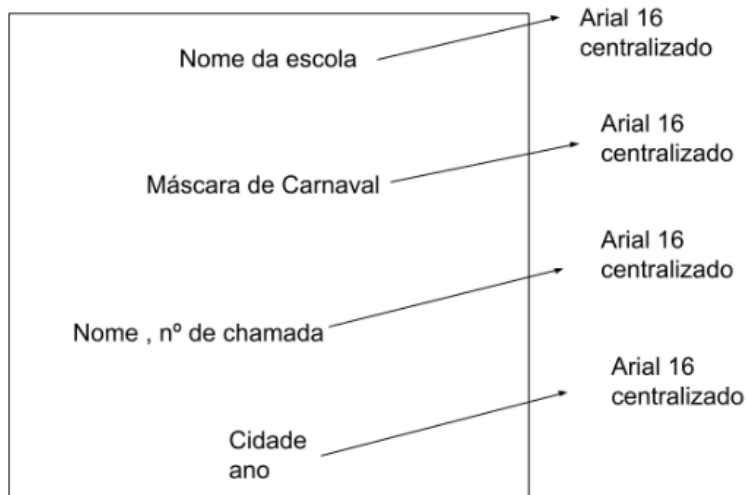 Arial 16
centralizado
Nome da escola
Arial 16
centralizado
Máscara de Carnaval
Arial 16
centralizado
Nome , nº de chamada
Arial 16
centralizado
Cidade
ano